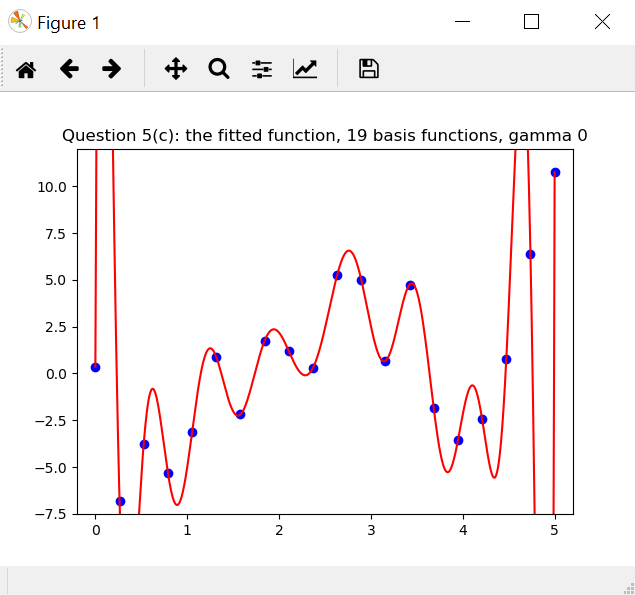 Figure 1
Question 5(c): the fitted function, 19 basis functions, gamma 0
10.0
7.5
5.0
2.5
0.0
−2.5
−5.0
−7.5
0 1 2 3 4 5